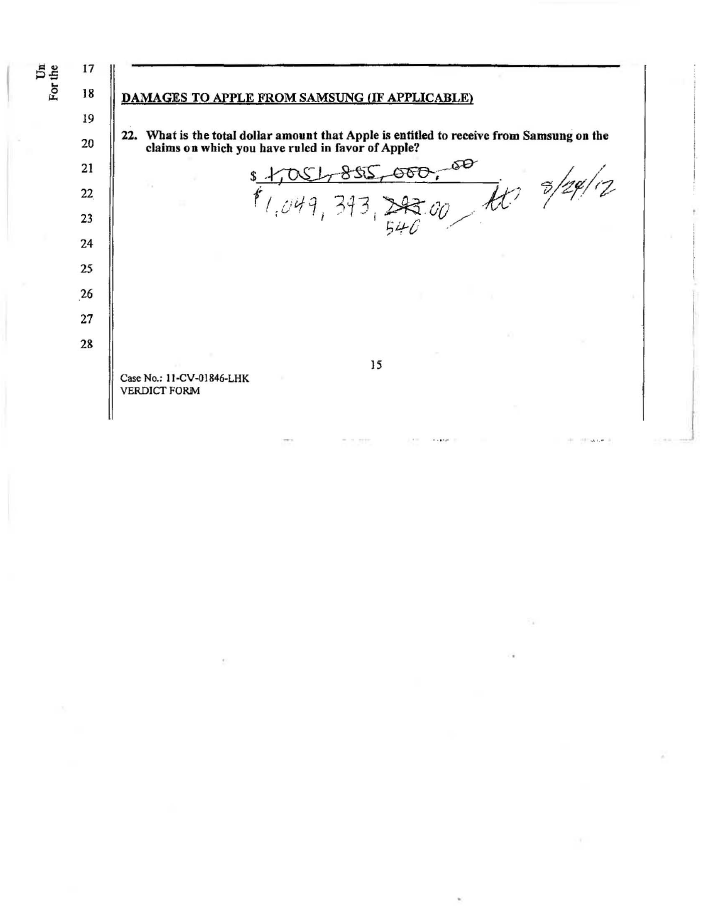 Un
For the
17
18 DAMAGES TO APPLE FROM SAMSUNG (IF APPLICABLE)
19
20 22. What is the total dollar amount that Apple is entitled to receive from Samsung on the
claims on which you have ruled in favor of Apple?
21 $ 1,051,855,000.00
22 $1,049,393, .00 8/24/12
23 540
24
25
26
27
28
15
Case No.: 11-CV-01846-LHK
VERDICT FORM